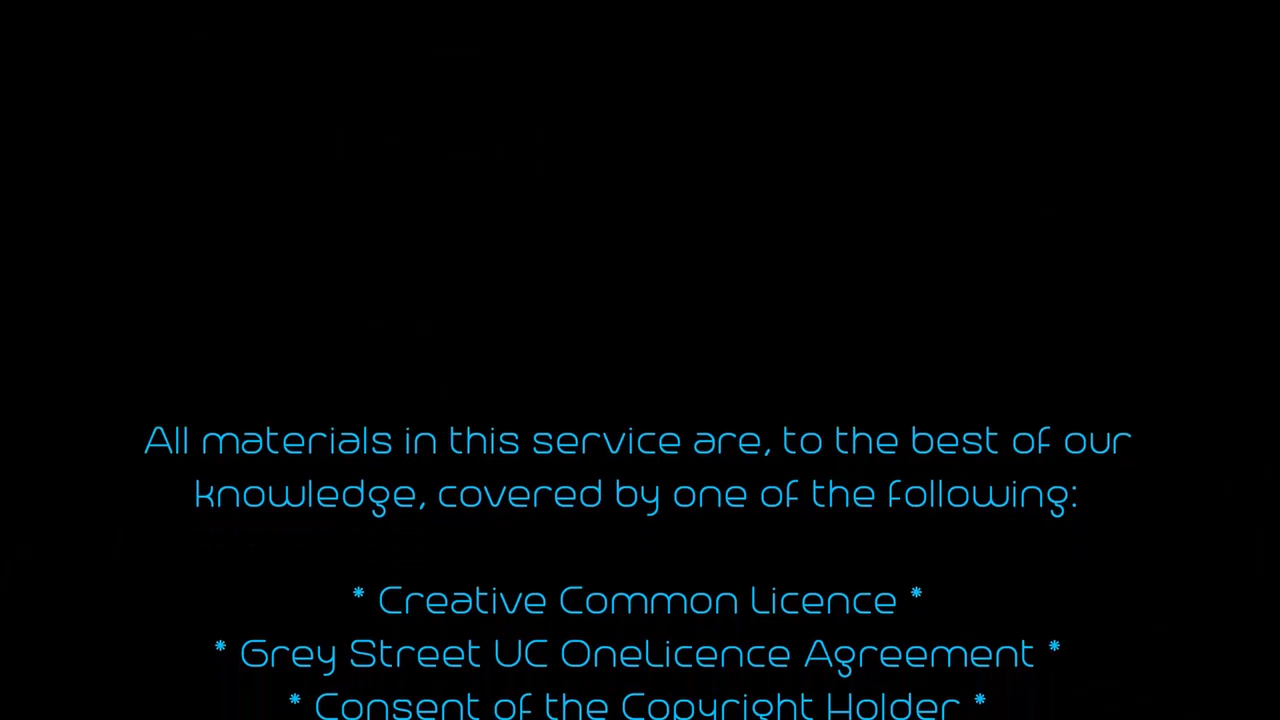 All materials in this service are, to the best of our
knowledge, covered by one of the following:
* Creative Common Licence *
* Grey Street UC OneLicence Agreement *
* Consent of the Copyright Holder *